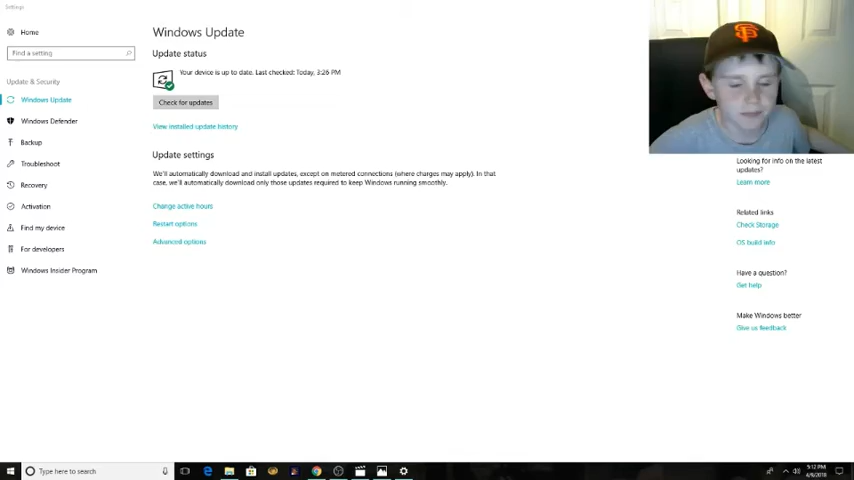 Settings
Home
Find a setting
Update & Security
Windows Update
Windows Defender
Backup
Troubleshoot
Recovery
Activation
Find my device
For developers
Windows Insider Program
Windows Update
Update status
Your device is up to date. Last checked: Today, 3:26 PM
Check for updates
View installed update history
Update settings
We'll automatically download and install updates, except on metered connections (where charges may apply). In that
case, we'll automatically download only those updates required to keep Windows running smoothly.
Change active hours
Restart options
Advanced options
SF
Looking for info on the latest
updates?
Learn more
Related links
Check Storage
OS build info
Have a question?
Get help
Make Windows better
Give us feedback
Type here to search
5:12 PM
4/8/2018